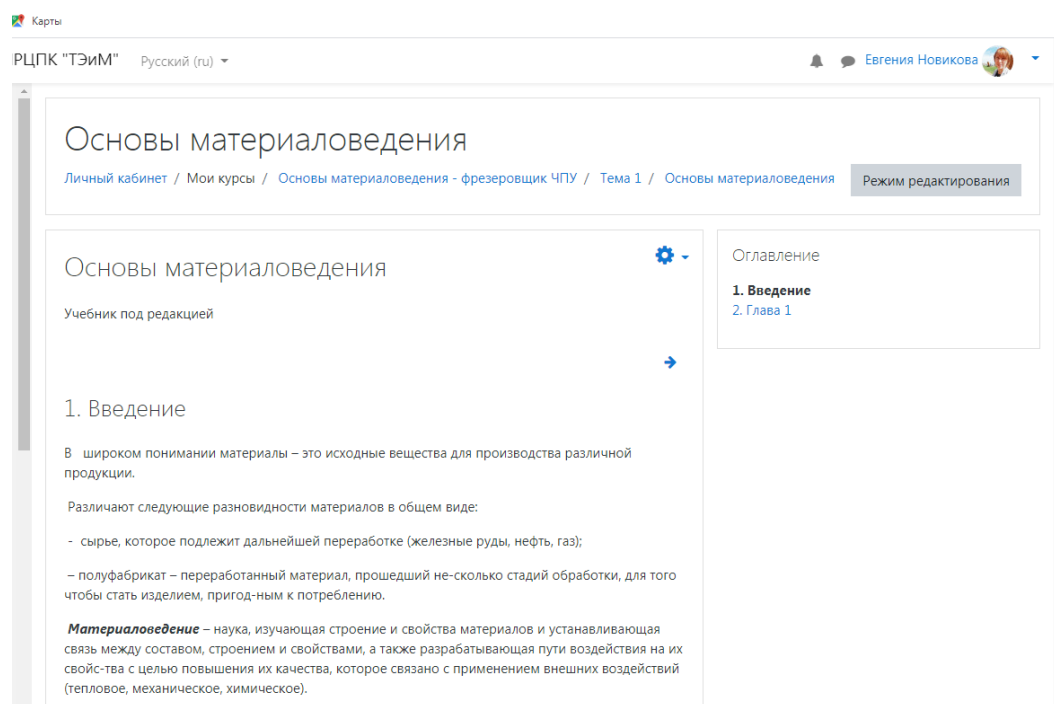 Карты
РЦПК "ТЭиМ" Русский (ru) Евгения Новикова
Основы материаловедения
Личный кабинет / Мои курсы / Основы материаловедения - фрезеровщик ЧПУ / Тема 1 / Основы материаловедения Режим редактирования
Основы материаловедения
Учебник под редакцией
1. Введение
В широком понимании материалы – это исходные вещества для производства различной
продукции.
Различают следующие разновидности материалов в общем виде:
- сырье, которое подлежит дальнейшей переработке (железные руды, нефть, газ);
– полуфабрикат – переработанный материал, прошедший не-сколько стадий обработки, для того
чтобы стать изделием, пригод-ным к потреблению.
Материаловедение – наука, изучающая строение и свойства материалов и устанавливающая
связь между составом, строением и свойствами, а также разрабатывающая пути воздействия на их
свойс-тва с целью повышения их качества, которое связано с применением внешних воздействий
(тепловое, механическое, химическое).
Оглавление
1. Введение
2. Глава 1